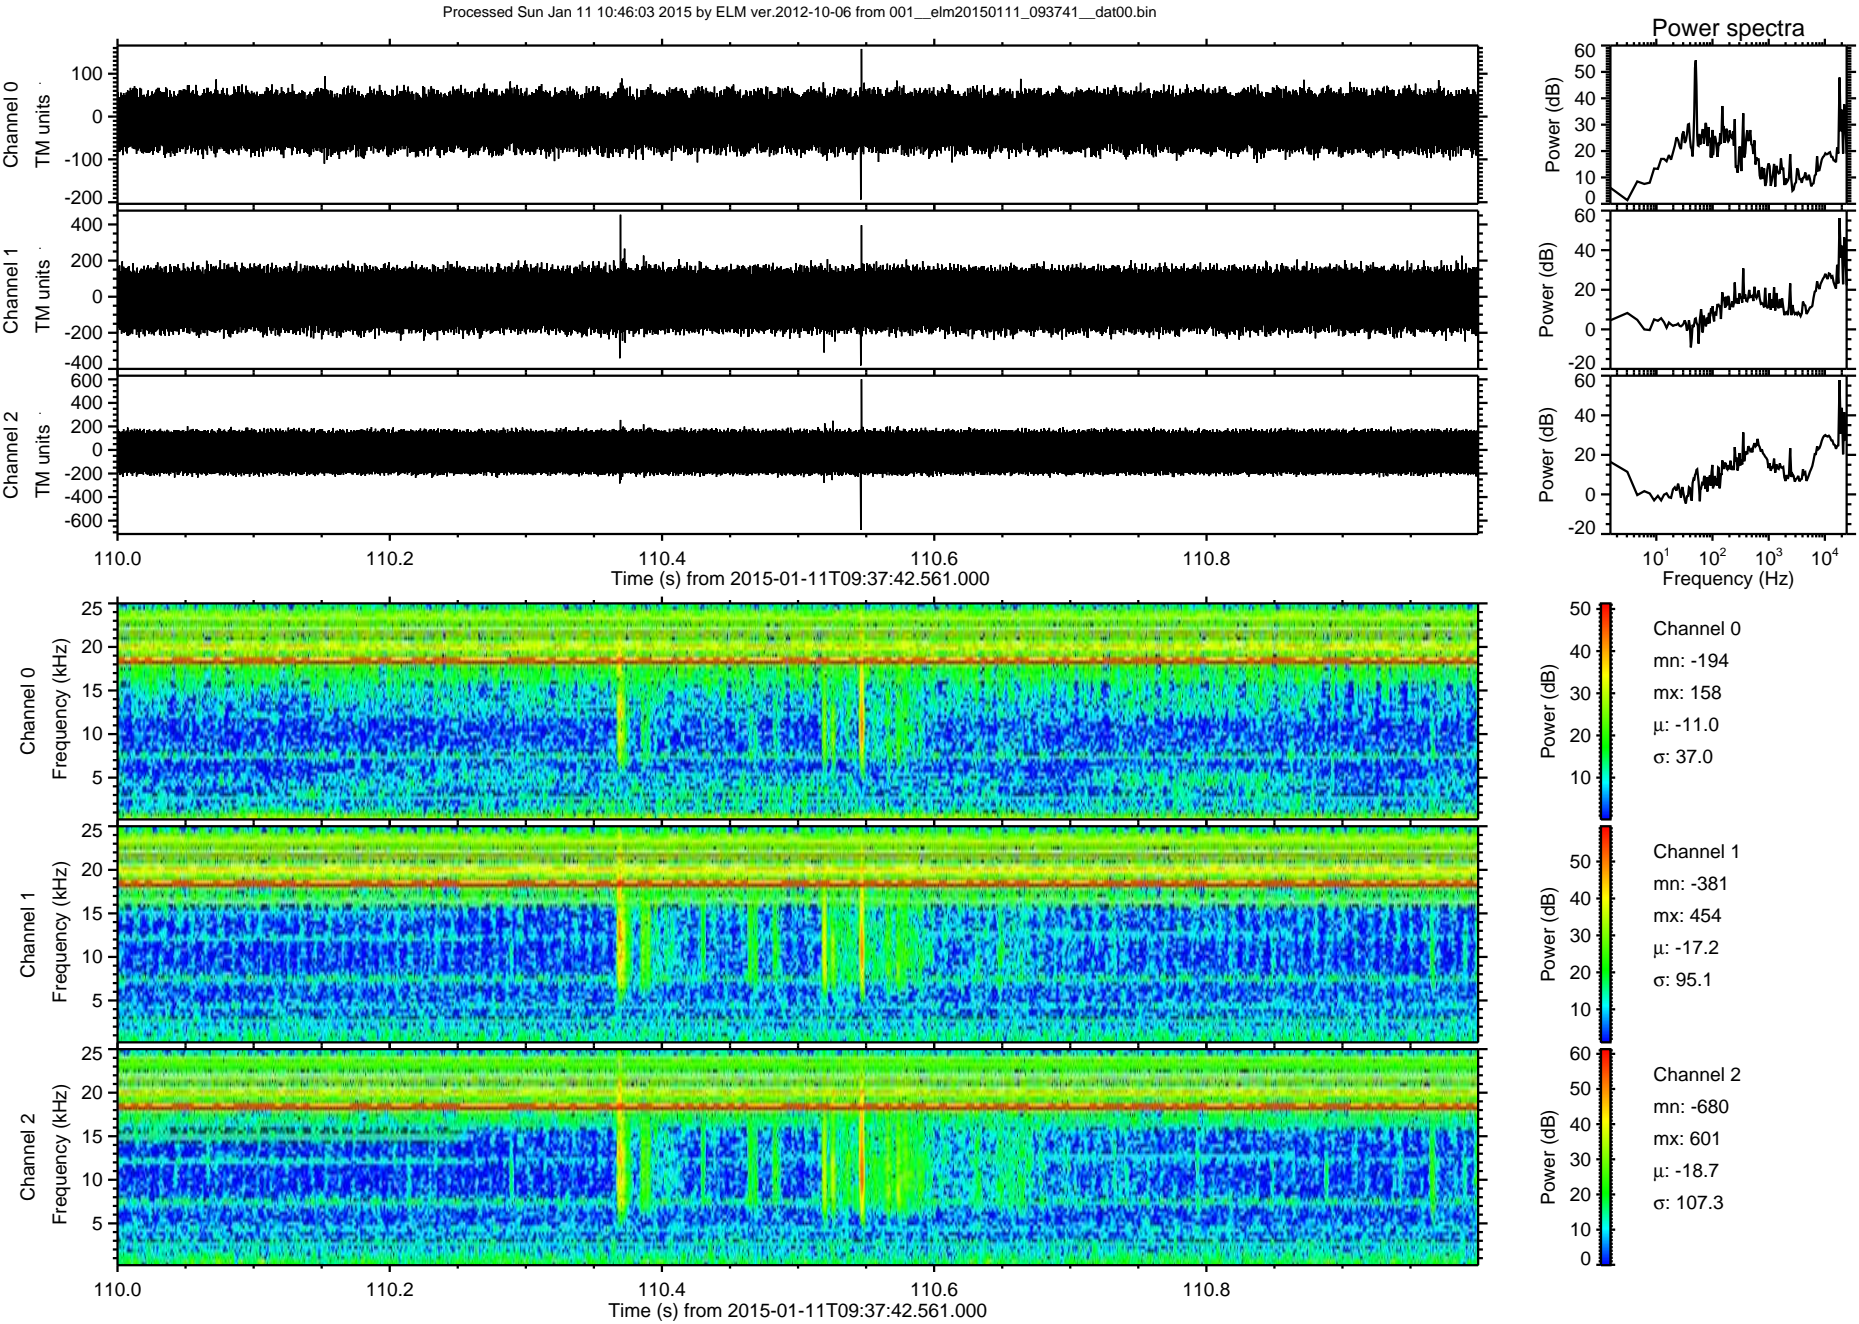 Processed Sun Jan 11 10:46:03 2015 by ELM ver.2012-10-06 from 001__elm20150111_093741__dat00.bin
Power spectra
Channel 0
TM units
100
0
-100
-200
Power (dB)
60
50
40
30
20
10
0
Channel 1
TM units
400
200
0
-200
-400
Power (dB)
60
40
20
0
-20
Channel 2
TM units
600
400
200
0
-200
-400
-600
Power (dB)
60
40
20
0
-20
110.0 110.2 110.4 110.6 110.8
Time (s) from 2015-01-11T09:37:42.561.000
10¹ 10² 10³ 10⁴
Frequency (Hz)
Channel 0
Frequency (kHz)
25
20
15
10
5
Power (dB)
50
40
30
20
10
Channel 0
mn: -194
mx: 158
µ: -11.0
σ: 37.0
Channel 1
Frequency (kHz)
25
20
15
10
5
Power (dB)
50
40
30
20
10
Channel 1
mn: -381
mx: 454
µ: -17.2
σ: 95.1
Channel 2
Frequency (kHz)
25
20
15
10
5
Power (dB)
60
50
40
30
20
10
0
Channel 2
mn: -680
mx: 601
µ: -18.7
σ: 107.3
110.0 110.2 110.4 110.6 110.8
Time (s) from 2015-01-11T09:37:42.561.000